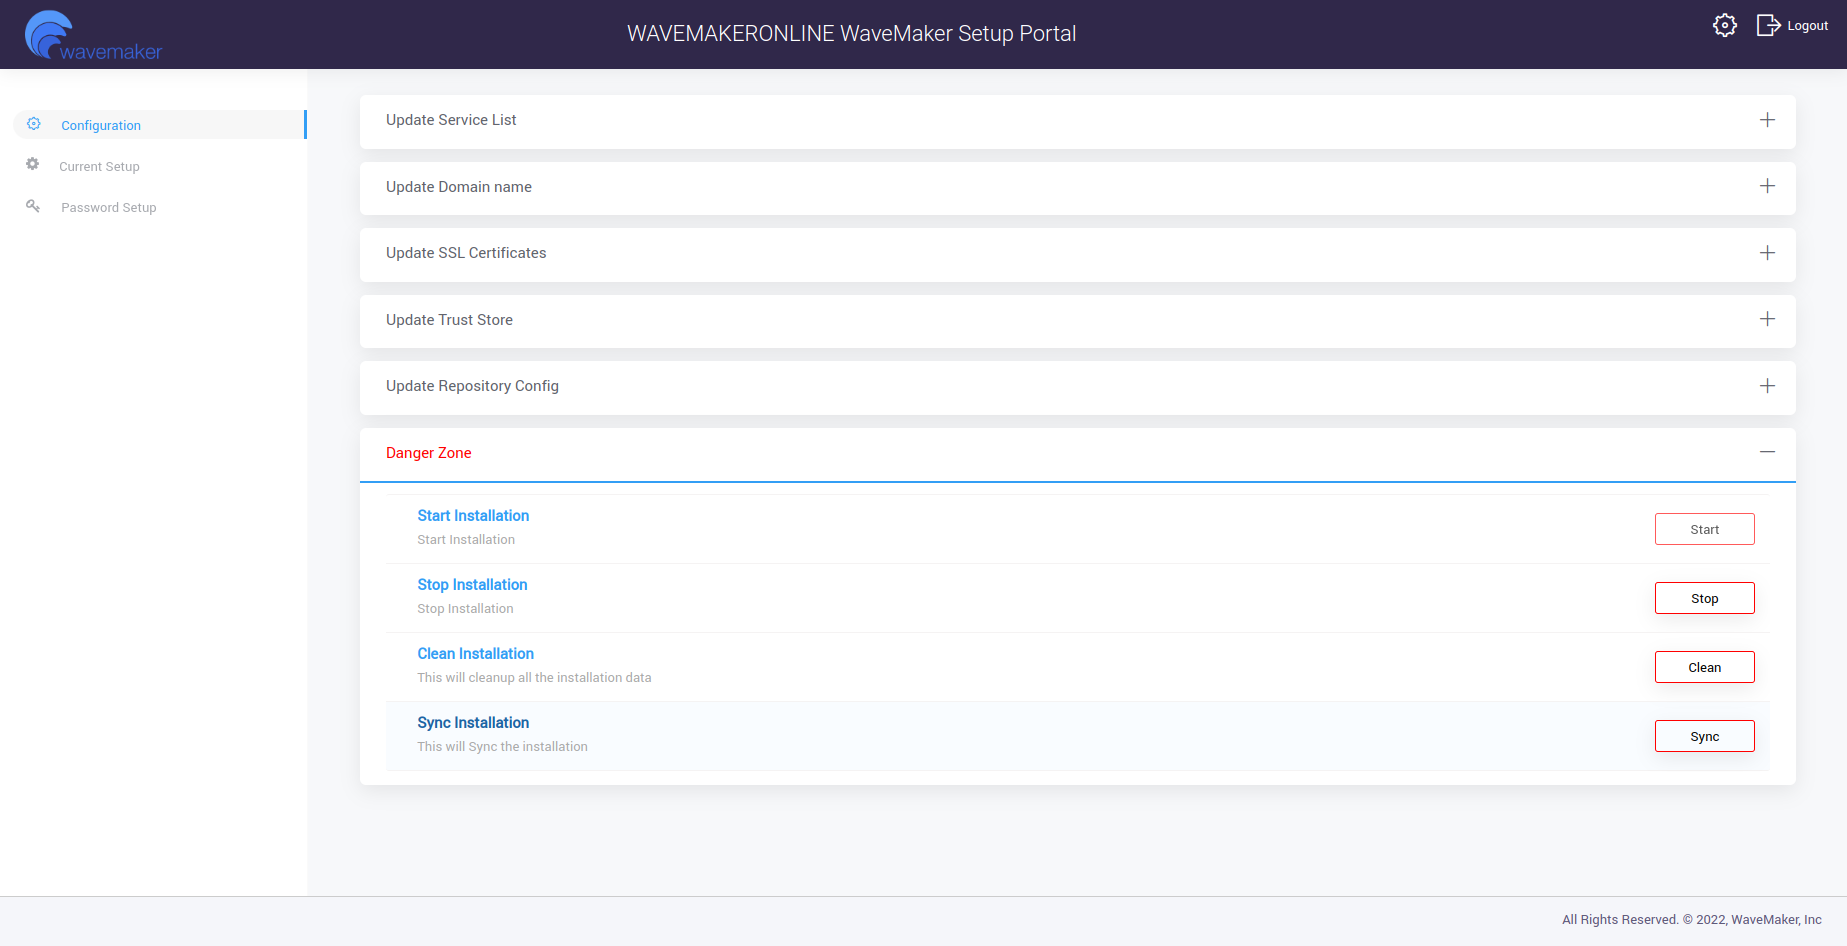 wavemaker
WAVEMAKERONLINE WaveMaker Setup Portal
Logout
Configuration
Current Setup
Password Setup
Update Service List
Update Domain name
Update SSL Certificates
Update Trust Store
Update Repository Config
Danger Zone
Start Installation
Start Installation
Start
Stop Installation
Stop Installation
Stop
Clean Installation
This will cleanup all the installation data
Clean
Sync Installation
This will Sync the installation
Sync
All Rights Reserved. © 2022, WaveMaker, Inc